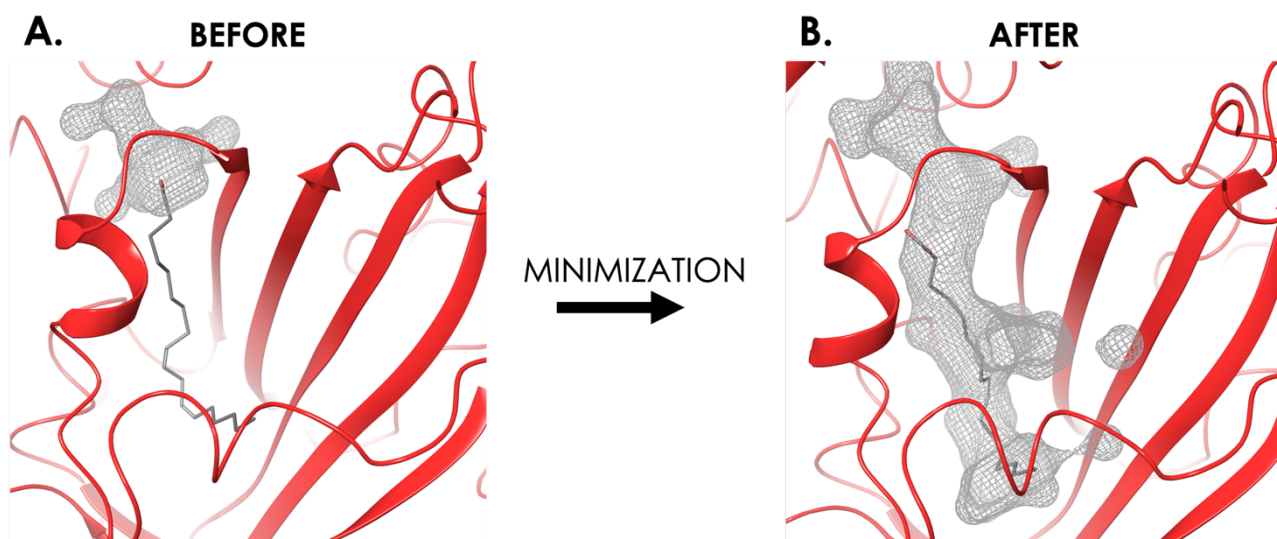 A.
BEFORE
MINIMIZATION
B.
AFTER